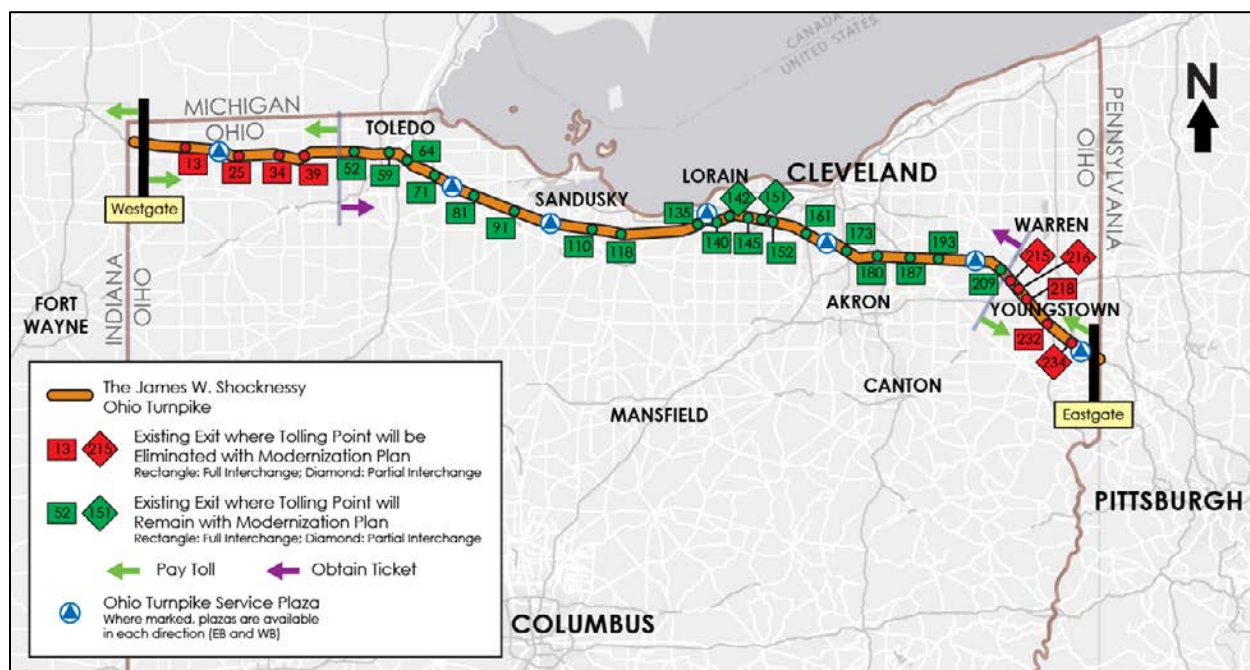 CANADA
UNITED STATES
N
MICHIGAN
OHIO
TOLEDO
PENNSYLVANIA
OHIO
13
25
34
39
52
59
64
71
81
91
SANDUSKY
110
118
LORAIN
CLEVELAND
135
140
142
145
151
152
161
173
180
187
193
209
WARREN
215
216
218
YOUNGSTOWN
232
234
Westgate
Eastgate
INDIANA
OHIO
FORT
WAYNE
AKRON
CANTON
MANSFIELD
PITTSBURGH
COLUMBUS
The James W. Shocknessy
Ohio Turnpike
13 215 Existing Exit where Tolling Point will be
Eliminated with Modernization Plan
Rectangle: Full Interchange; Diamond: Partial Interchange
52 151 Existing Exit where Tolling Point will
Remain with Modernization Plan
Rectangle: Full Interchange; Diamond: Partial Interchange
Pay Toll Obtain Ticket
Ohio Turnpike Service Plaza
Where marked, plazas are available
in each direction (EB and WB)